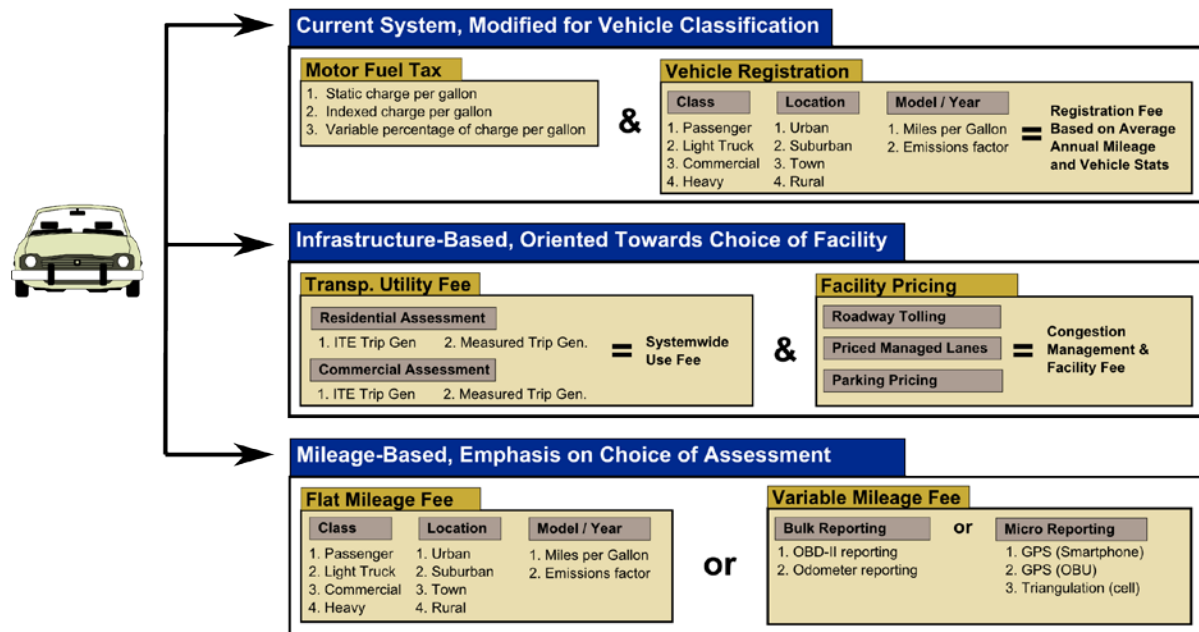 Current System, Modified for Vehicle Classification
Motor Fuel Tax
1. Static charge per gallon
2. Indexed charge per gallon
3. Variable percentage of charge per gallon
&
Vehicle Registration
Class
1. Passenger
2. Light Truck
3. Commercial
4. Heavy
Location
1. Urban
2. Suburban
3. Town
4. Rural
Model / Year
1. Miles per Gallon
2. Emissions factor
=
Registration Fee
Based on Average
Annual Mileage
and Vehicle Stats
Infrastructure-Based, Oriented Towards Choice of Facility
Transp. Utility Fee
Residential Assessment
1. ITE Trip Gen 2. Measured Trip Gen.
Commercial Assessment
1. ITE Trip Gen 2. Measured Trip Gen.
=
Systemwide
Use Fee
&
Facility Pricing
Roadway Tolling
Priced Managed Lanes
Parking Pricing
=
Congestion
Management &
Facility Fee
Mileage-Based, Emphasis on Choice of Assessment
Flat Mileage Fee
Class
1. Passenger
2. Light Truck
3. Commercial
4. Heavy
Location
1. Urban
2. Suburban
3. Town
4. Rural
Model / Year
1. Miles per Gallon
2. Emissions factor
or
Variable Mileage Fee
Bulk Reporting
1. OBD-II reporting
2. Odometer reporting
or
Micro Reporting
1. GPS (Smartphone)
2. GPS (OBU)
3. Triangulation (cell)